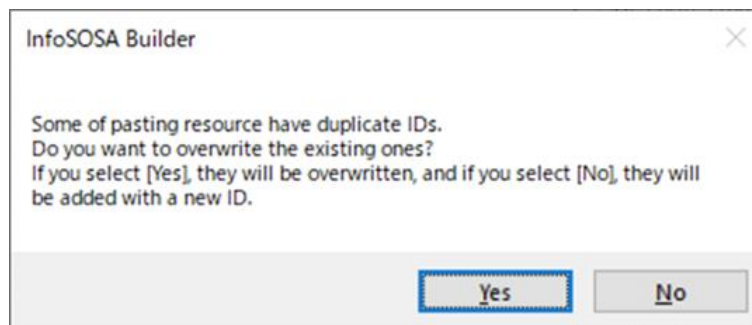 InfoSOSA Builder
Some of pasting resource have duplicate IDs.
Do you want to overwrite the existing ones?
If you select [Yes], they will be overwritten, and if you select [No], they will
be added with a new ID.
Yes
No